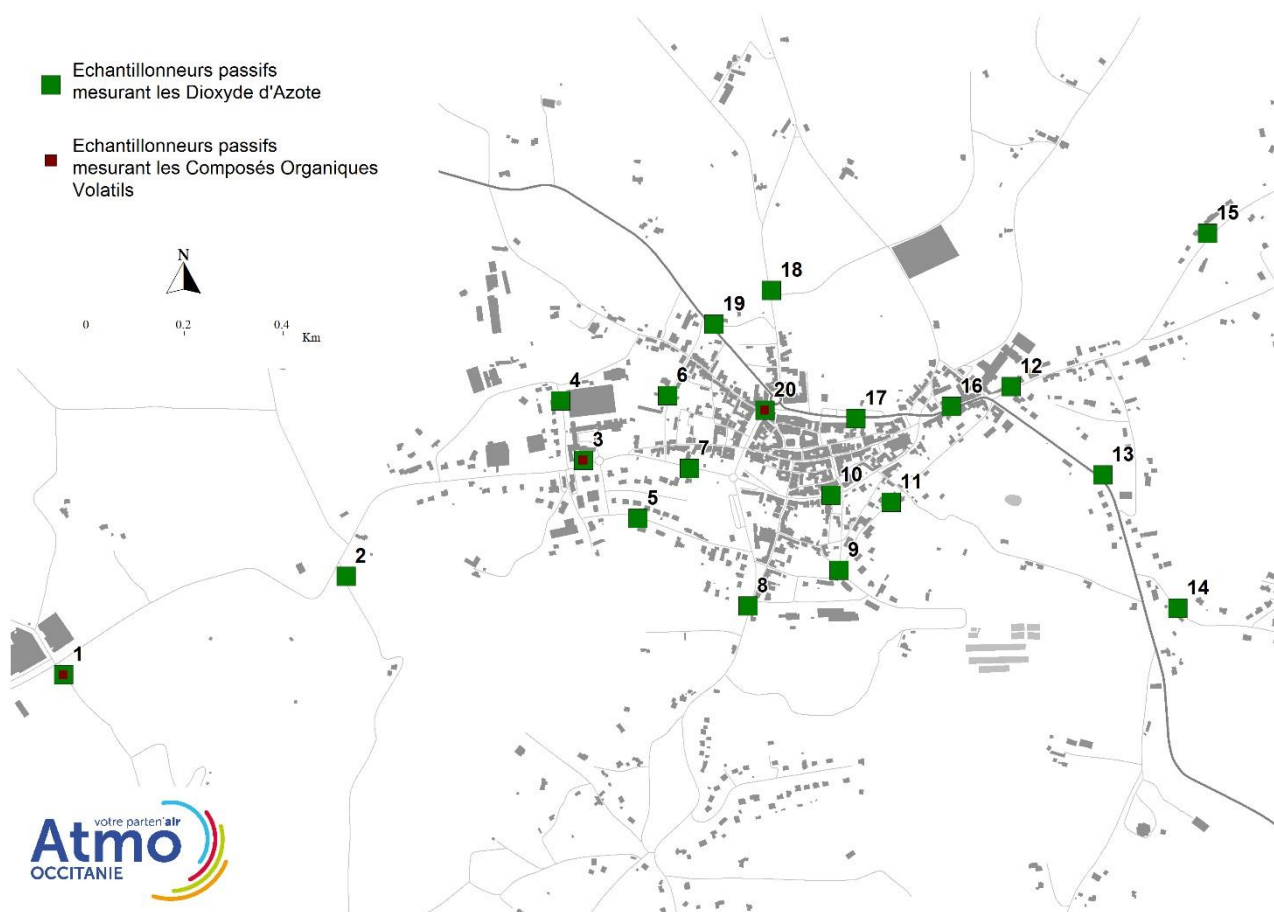 Echantillonneurs passifs
mesurant les Dioxyde d'Azote
Echantillonneurs passifs
mesurant les Composés Organiques
Volatils
N
0 0.2 0.4
Km
15
18
19
12
6
4
20
17
16
3
7
13
10
11
5
9
2
8
14
1
votre parten'air
Atmo
OCCITANIE